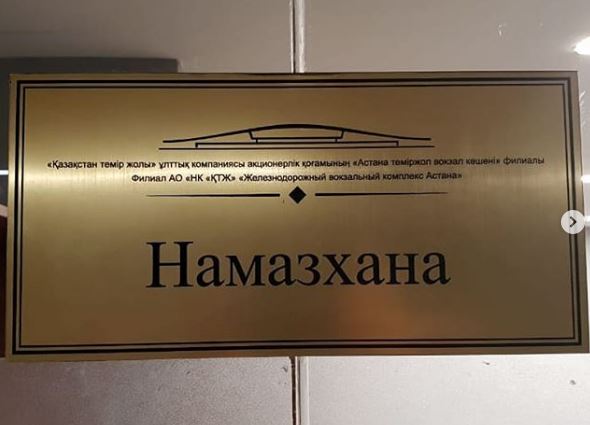 «Қазақстан темір жолы» ұлттық компаниясы акционерлік қоғамының «Астана теміржол вокзал кешені» филиалы
Филиал АО «НК «ҚТЖ» «Железнодорожный вокзальный комплекс Астана»
Намазхана